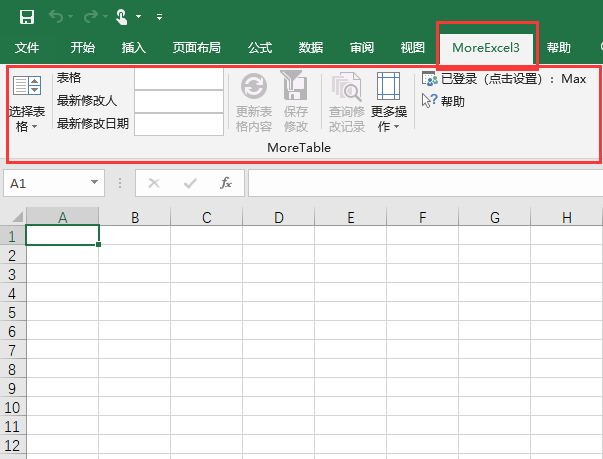 文件 开始 插入 页面布局 公式 数据 审阅 视图 MoreExcel3 帮助
选择表格
表格
最新修改人
最新修改日期
更新表格内容
保存修改
查询修改记录
更多操作
已登录（点击设置）: Max
帮助
MoreTable
A1 fx
A B C D E F G H
1
2
3
4
5
6
7
8
9
10
11
12